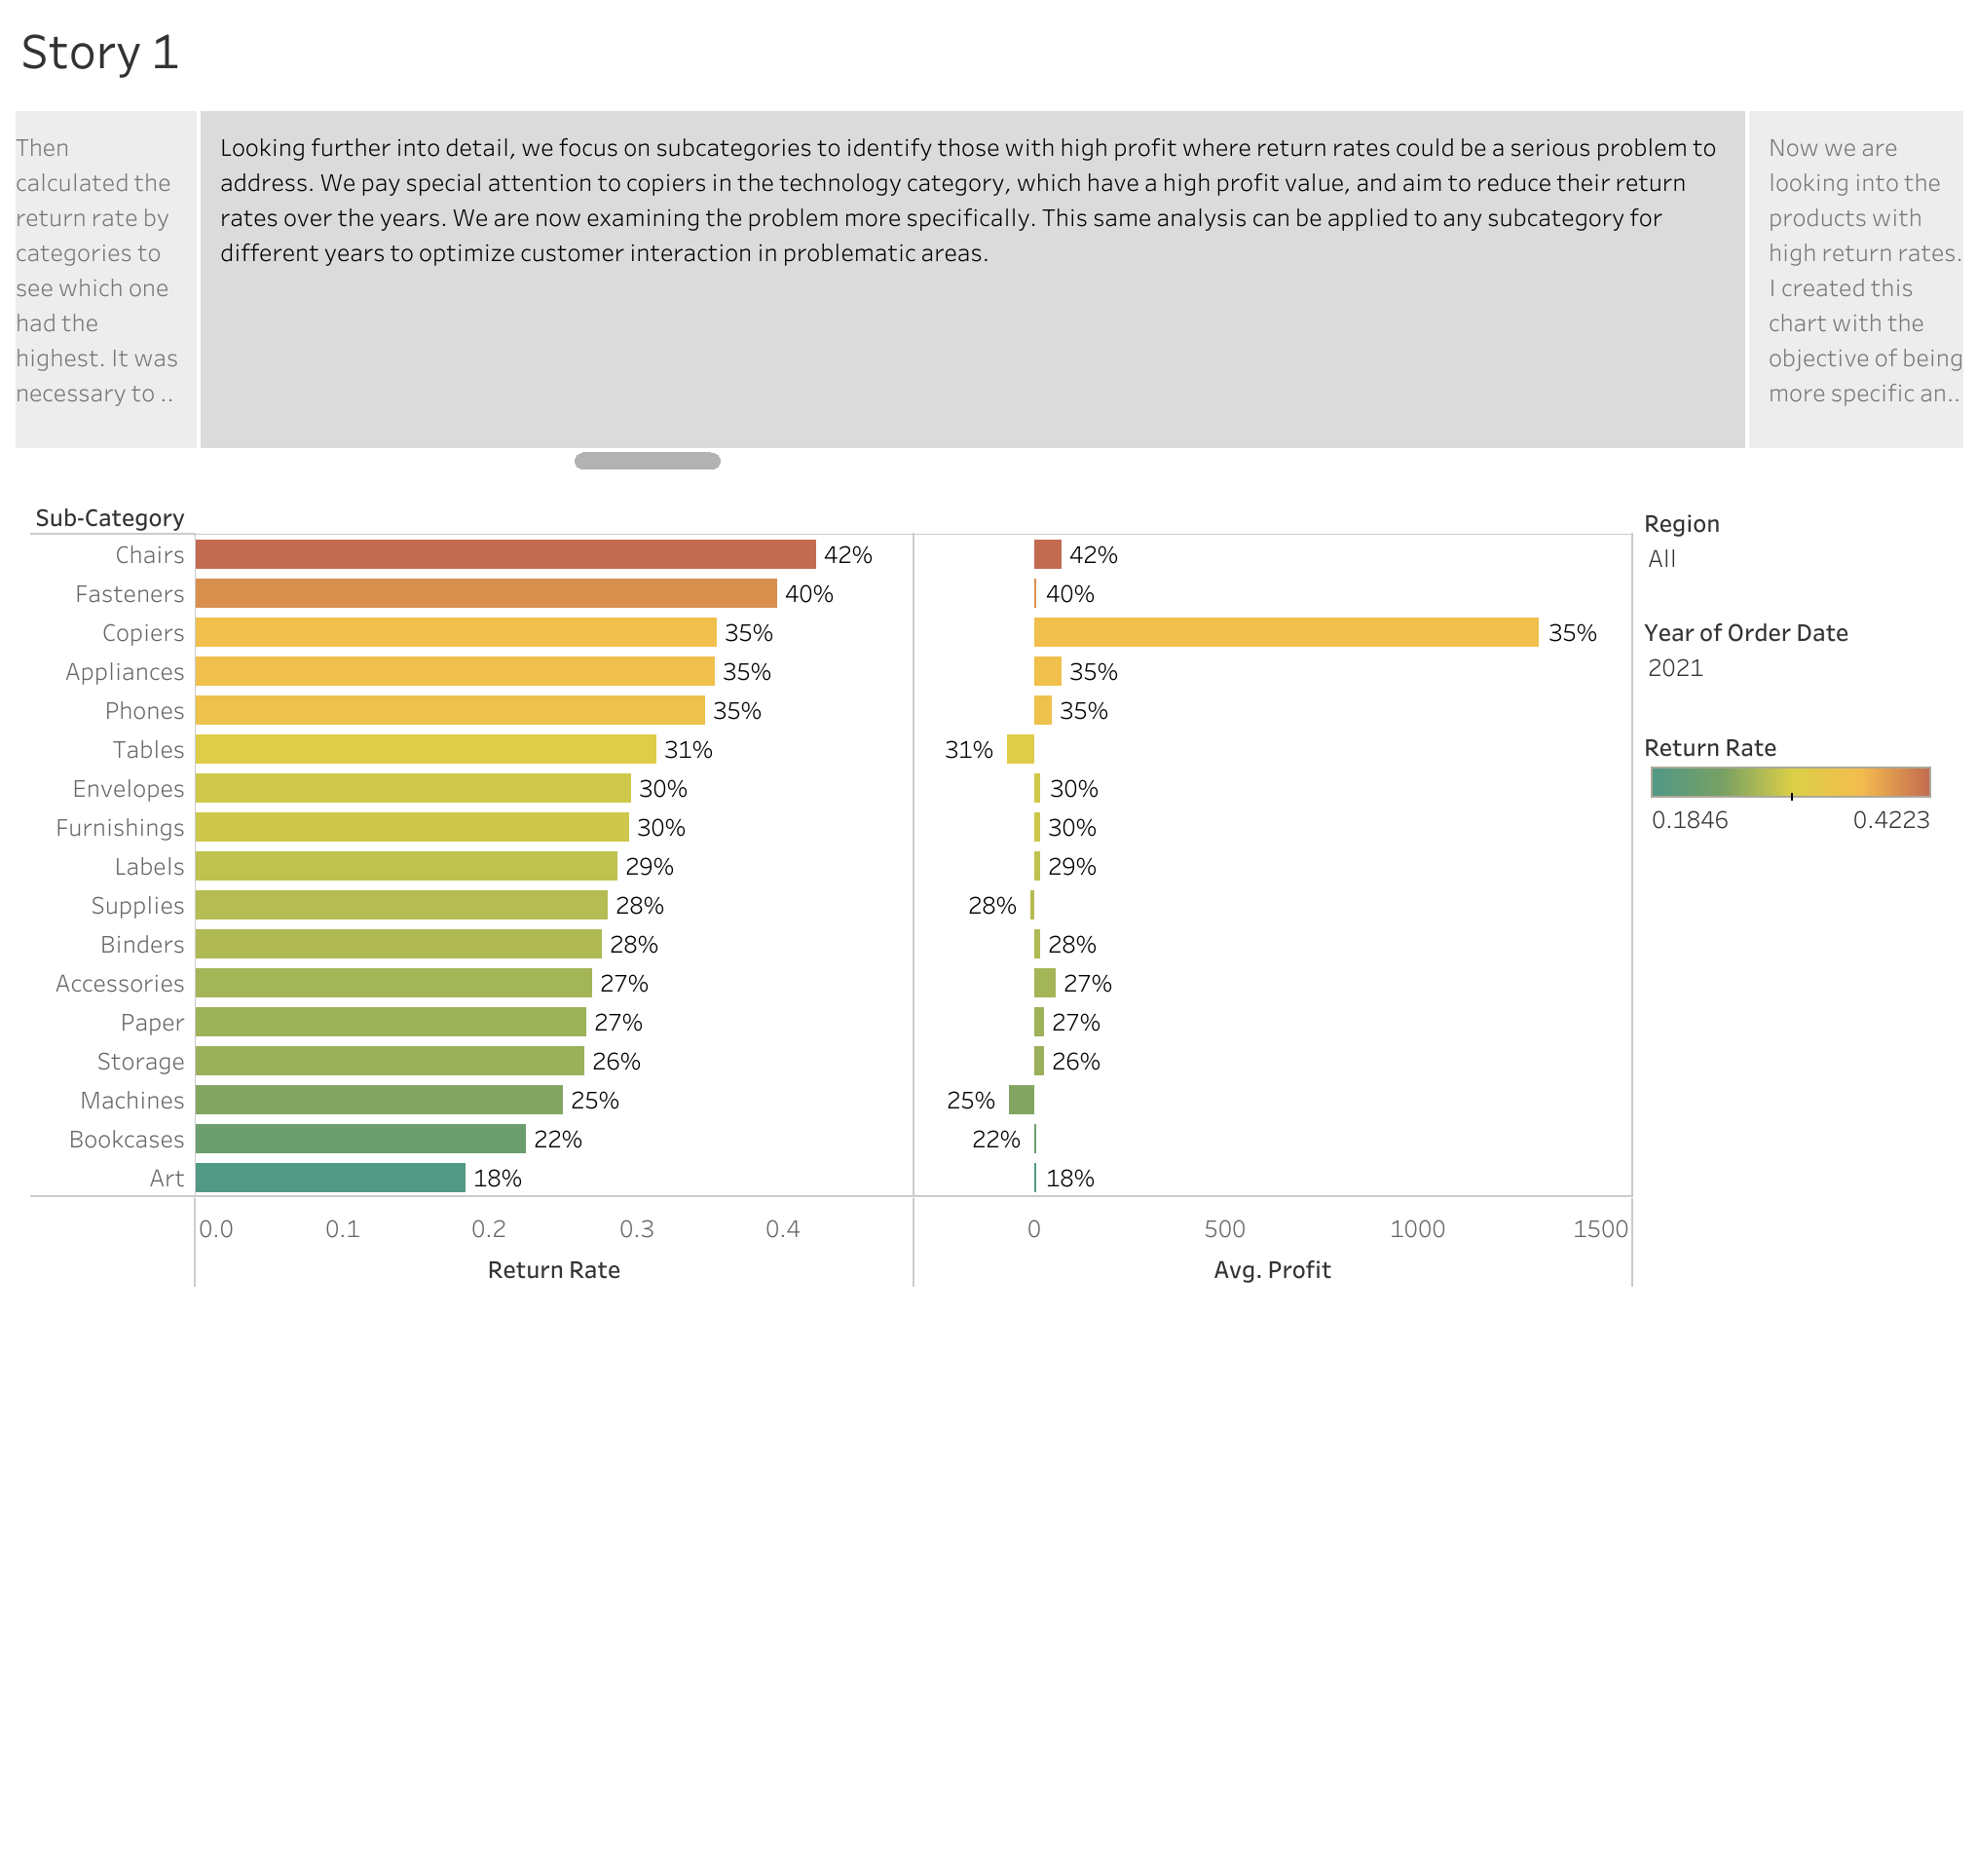 Story 1
Then
calculated the
return rate by
categories to
see which one
had the
highest. It was
necessary to ..
Looking further into detail, we focus on subcategories to identify those with high profit where return rates could be a serious problem to
address. We pay special attention to copiers in the technology category, which have a high profit value, and aim to reduce their return
rates over the years. We are now examining the problem more specifically. This same analysis can be applied to any subcategory for
different years to optimize customer interaction in problematic areas.
Now we are
looking into the
products with
high return rates.
I created this
chart with the
objective of being
more specific an..
Sub-Category
Chairs 42% 42%
Fasteners 40% 40%
Copiers 35% 35%
Appliances 35% 35%
Phones 35% 35%
Tables 31% 31%
Envelopes 30% 30%
Furnishings 30% 30%
Labels 29% 29%
Supplies 28% 28%
Binders 28% 28%
Accessories 27% 27%
Paper 27% 27%
Storage 26% 26%
Machines 25% 25%
Bookcases 22% 22%
Art 18% 18%
0.0 0.1 0.2 0.3 0.4 0 500 1000 1500
Return Rate Avg. Profit
Region
All
Year of Order Date
2021
Return Rate
0.1846 0.4223